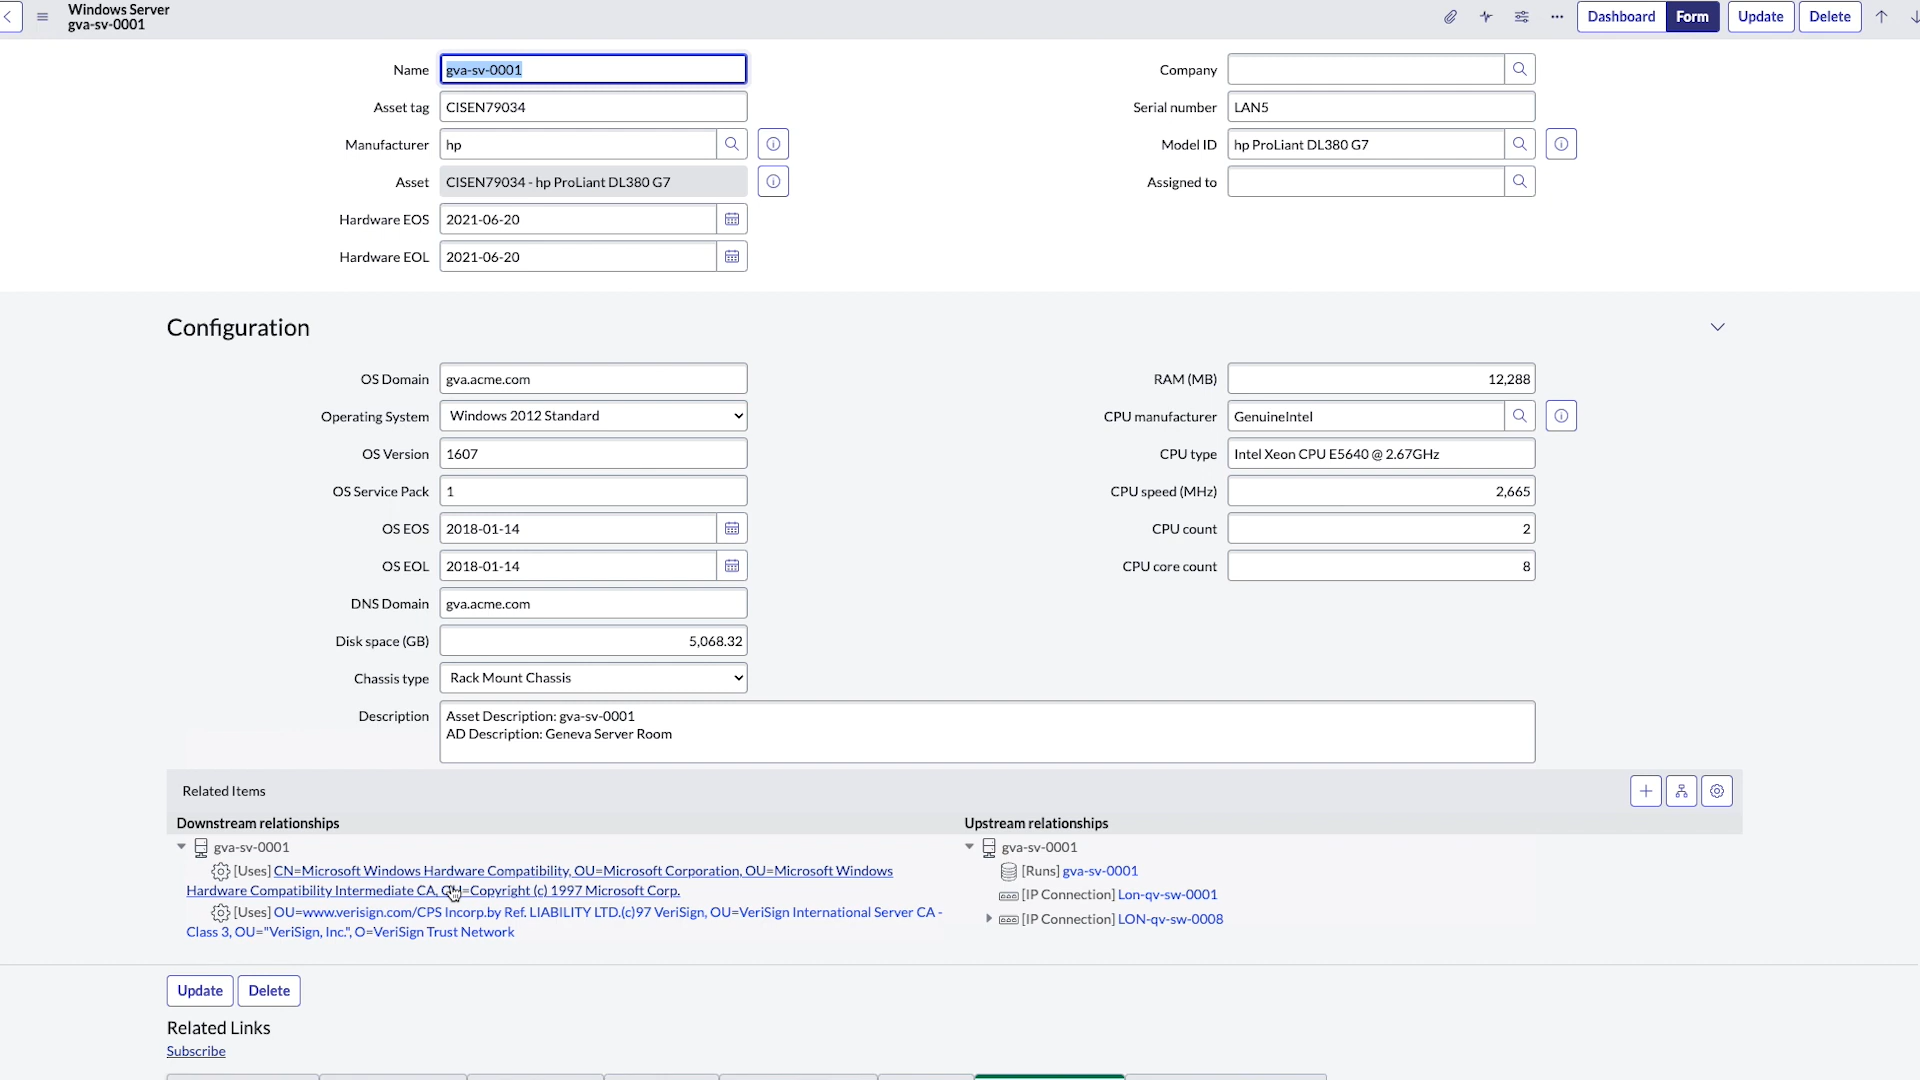 Windows Server
gva-sv-0001
Dashboard Form Update Delete
Name gva-sv-0001
Company
Asset tag CISEN79034
Serial number LAN5
Manufacturer hp
Model ID hp ProLiant DL380 G7
Asset CISEN79034 - hp ProLiant DL380 G7
Assigned to
Hardware EOS 2021-06-20
Hardware EOL 2021-06-20
Configuration
OS Domain gva.acme.com
RAM (MB) 12,288
Operating System Windows 2012 Standard
CPU manufacturer GenuineIntel
OS Version 1607
CPU type Intel Xeon CPU E5640 @ 2.67GHz
OS Service Pack 1
CPU speed (MHz) 2,665
OS EOS 2018-01-14
CPU count 2
OS EOL 2018-01-14
CPU core count 8
DNS Domain gva.acme.com
Disk space (GB) 5,068.32
Chassis type Rack Mount Chassis
Description Asset Description: gva-sv-0001
AD Description: Geneva Server Room
Related Items
Downstream relationships
gva-sv-0001
[Uses] CN=Microsoft Windows Hardware Compatibility, OU=Microsoft Corporation, OU=Microsoft Windows
Hardware Compatibility Intermediate CA, OU=Copyright (c) 1997 Microsoft Corp.
[Uses] OU=www.verisign.com/CPS Incorp.by Ref. LIABILITY LTD.(c)97 VeriSign, OU=VeriSign International Server CA -
Class 3, OU="VeriSign, Inc.", O=VeriSign Trust Network
Upstream relationships
gva-sv-0001
[Runs] gva-sv-0001
[IP Connection] Lon-qv-sw-0001
[IP Connection] LON-qv-sw-0008
Update Delete
Related Links
Subscribe